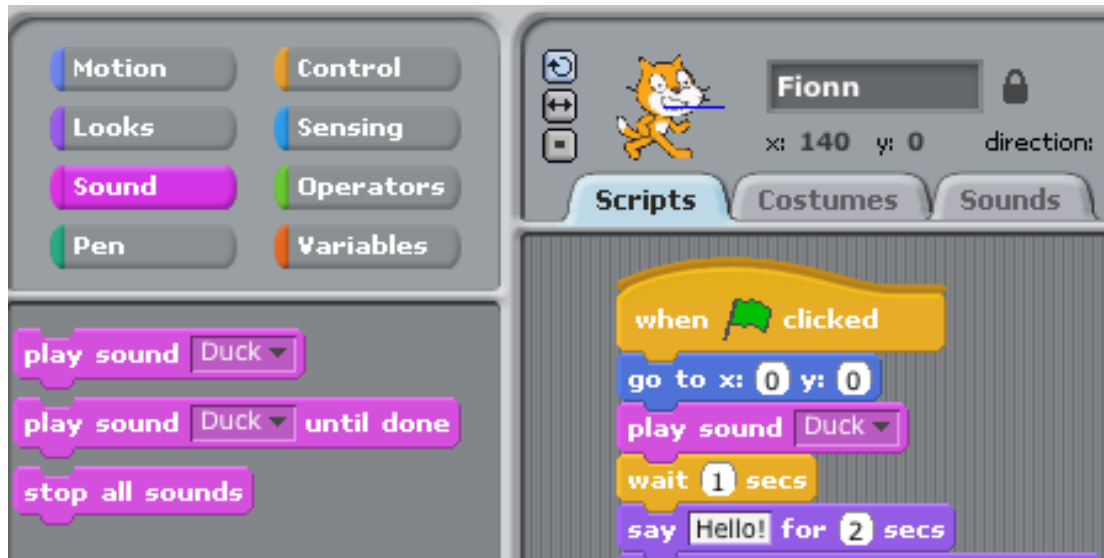 Motion Control
Looks Sensing
Sound Operators
Pen Variables
play sound Duck
play sound Duck until done
stop all sounds
Fionn
x: 140 y: 0 direction:
Scripts Costumes Sounds
when clicked
go to x: 0 y: 0
play sound Duck
wait 1 secs
say Hello! for 2 secs